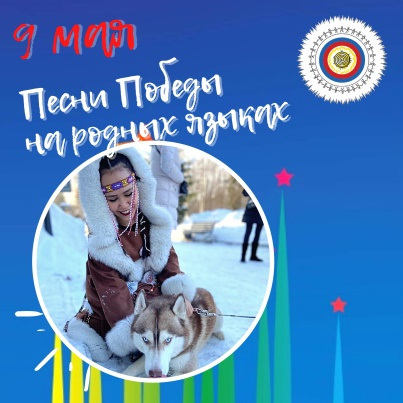 9 мая
Песни Победы
на родных языках